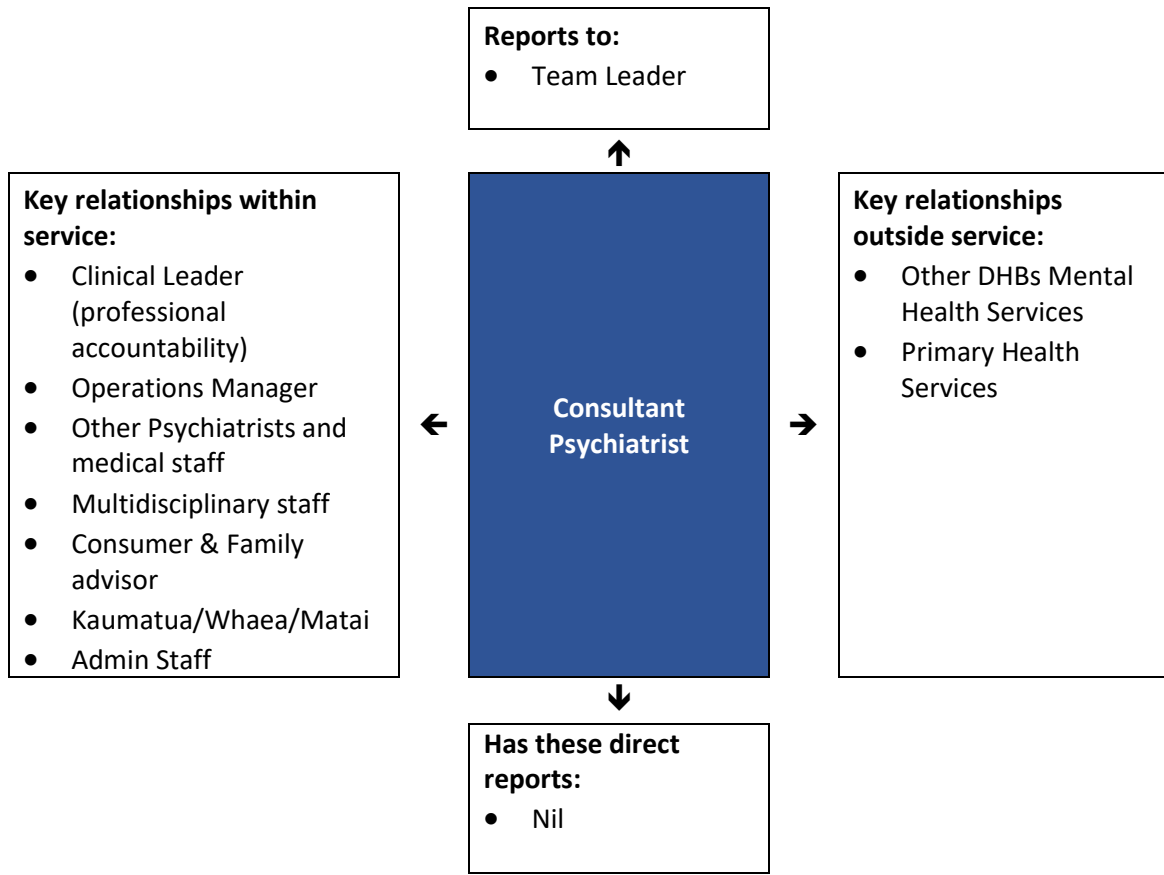 Reports to:
• Team Leader
Key relationships within
service:
• Clinical Leader
(professional
accountability)
• Operations Manager
• Other Psychiatrists and
medical staff
• Multidisciplinary staff
• Consumer & Family
advisor
• Kaumatua/Whaea/Matai
• Admin Staff
Consultant
Psychiatrist
Key relationships
outside service:
• Other DHBs Mental
Health Services
• Primary Health
Services
Has these direct
reports:
• Nil